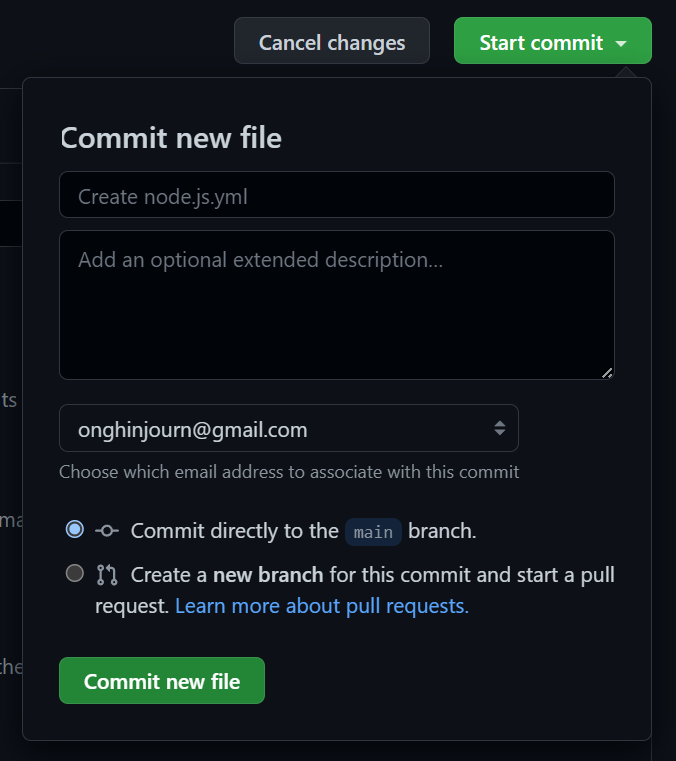 Cancel changes
Start commit
Commit new file
Create node.js.yml
Add an optional extended description...
ts
onghinjourn@gmail.com
Choose which email address to associate with this commit
ma
Commit directly to the main branch.
Create a new branch for this commit and start a pull
request. Learn more about pull requests.
the
Commit new file